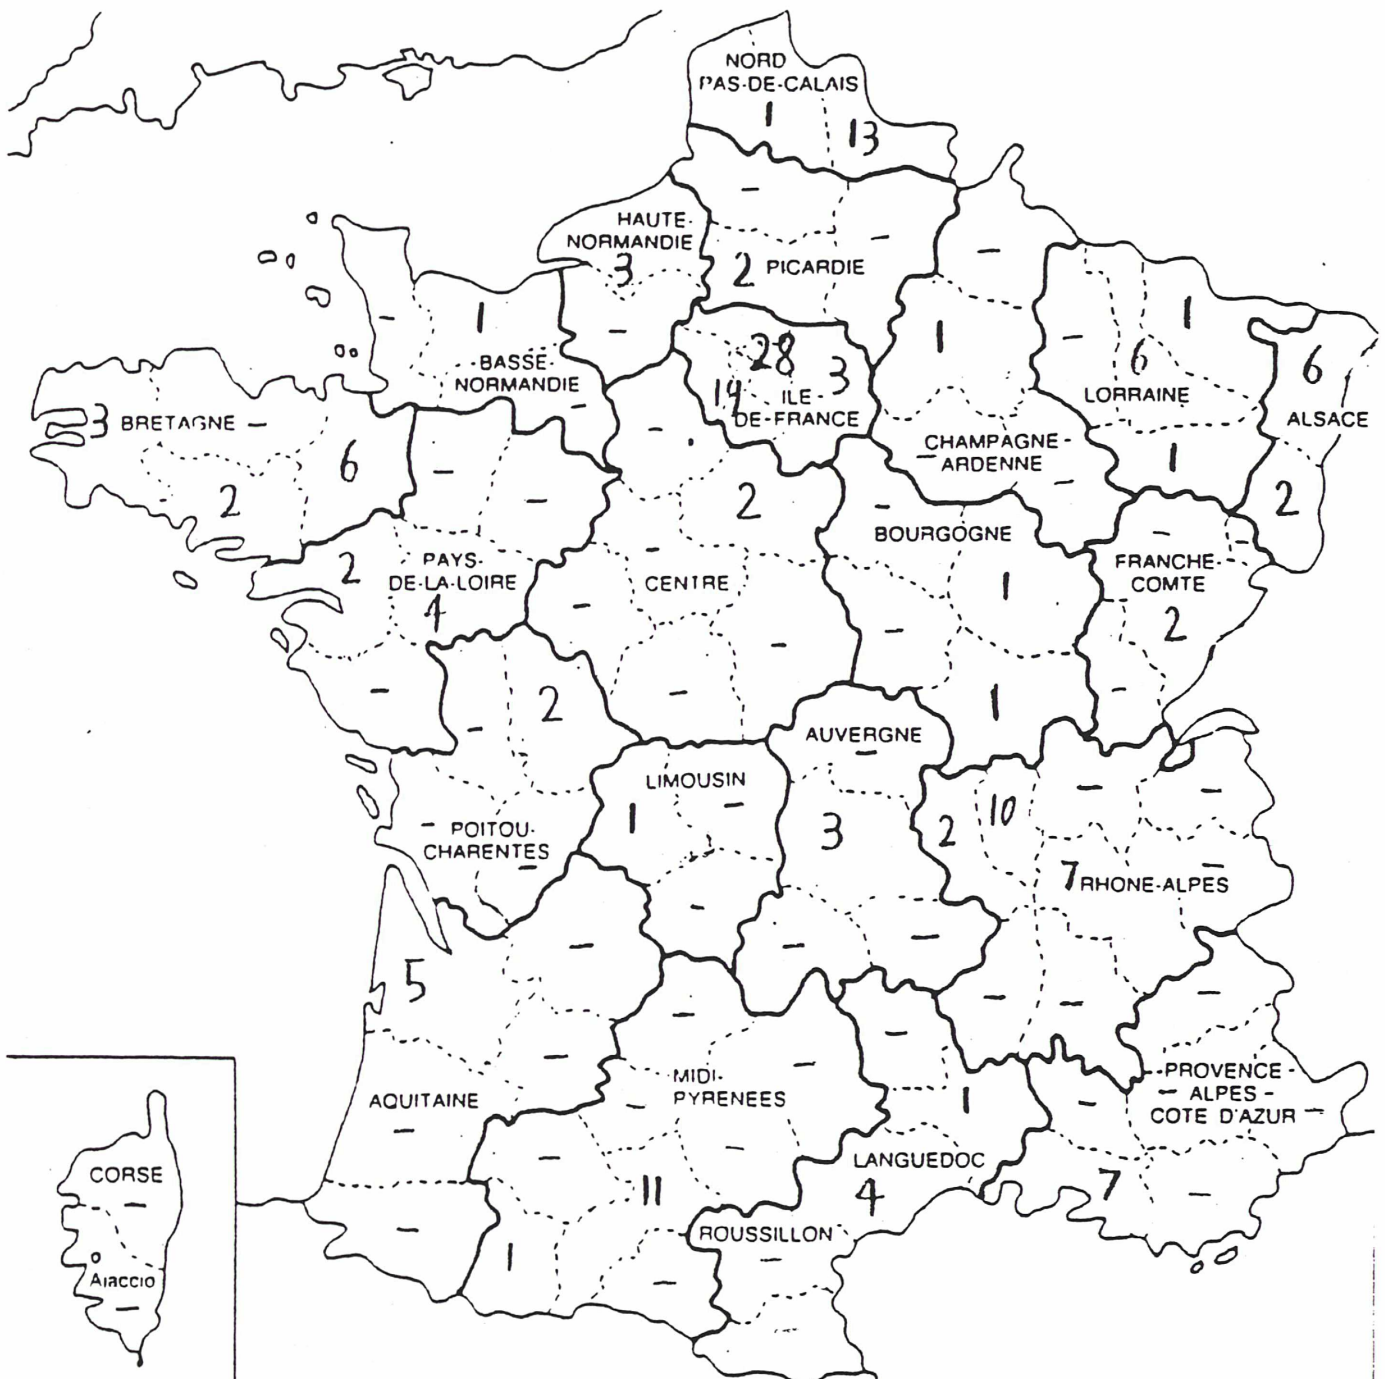 NORD
PAS-DE-CALAIS
1
13
-
HAUTE-
NORMANDIE
3
-
2 PICARDIE
-
-
1
1
-
1
-
BASSE-
NORMANDIE
-
28
14
3
ILE-
DE-FRANCE
6
LORRAINE
6
ALSACE
3 BRETAGNE -
6
2
-
-
-
2
CHAMPAGNE-
ARDENNE
-
-
1
2
-
BOURGOGNE
-
-
FRANCHE-
COMTE
2
2
PAYS-
DE-LA-LOIRE
4
-
CENTRE
-
-
-
1
-
-
-
-
2
1
AUVERGNE
-
LIMOUSIN
1
-
3
2
10
-
-
- POITOU-
CHARENTES
-
7 RHONE-ALPES
-
-
-
-
-
5
-
-
-
-
-
-
-
MIDI-
PYRENEES
-
1
PROVENCE-
- ALPES -
COTE D'AZUR -
-
AQUITAINE
-
-
-
LANGUEDOC
4
7
-
CORSE
-
11
-
1
ROUSSILLON
-
-
-
Ajaccio
-